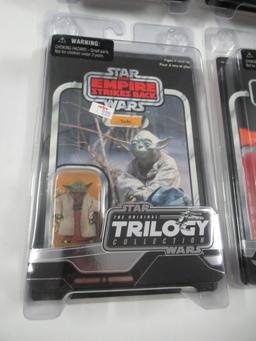 WARNING:
CHOKING HAZARD - Small parts.
Not for children under 3 years.
STAR
THE EMPIRE
STRIKES BACK
WARS
Yoda
STAR
THE ORIGINAL
TRILOGY
COLLECTION
WARS